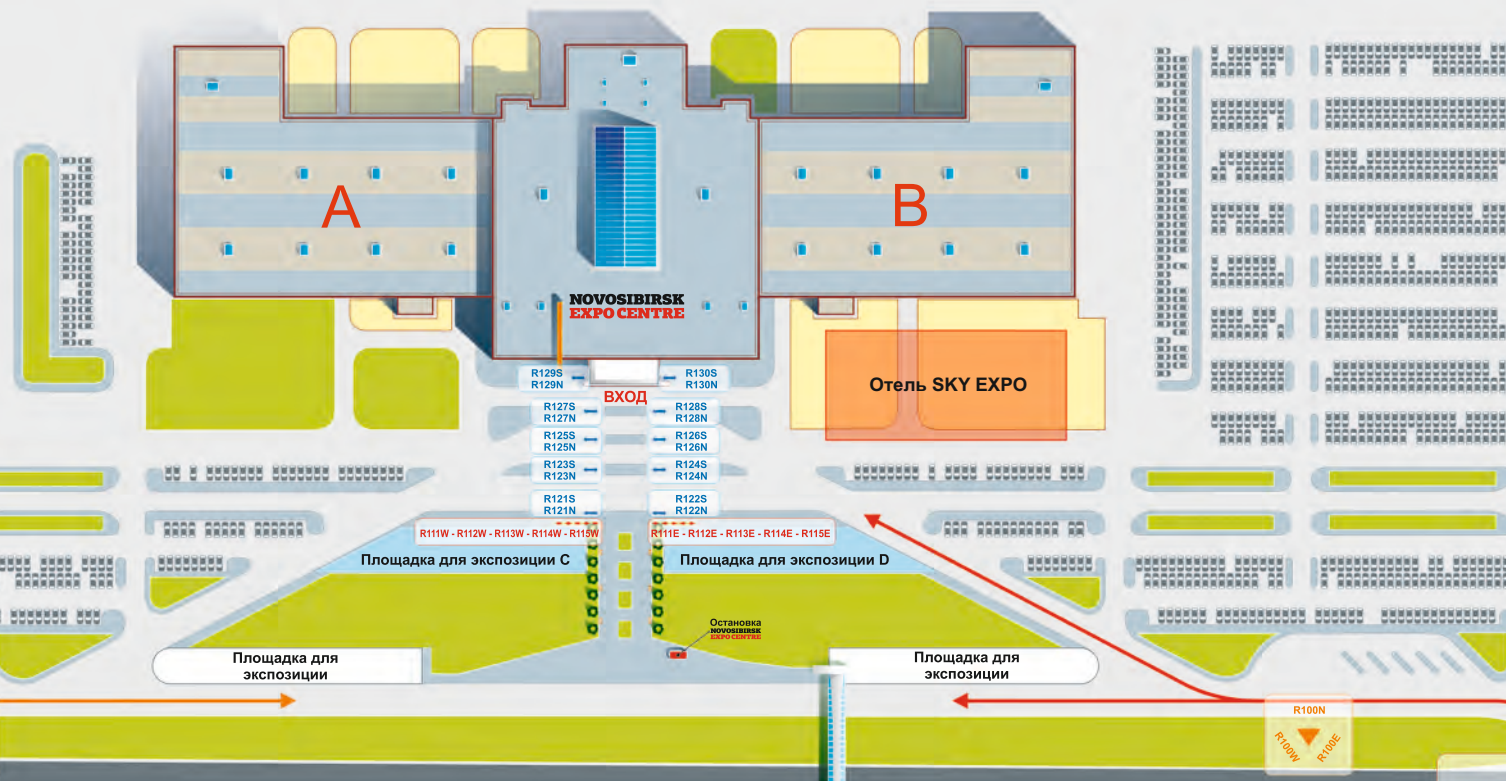 A
B
NOVOSIBIRSK
EXPO CENTRE
R129S
R129N
R130S
R130N
ВХОД
Отель SKY EXPO
R127S
R127N
R128S
R128N
R125S
R125N
R126S
R126N
R123S
R123N
R124S
R124N
R121S
R121N
R122S
R122N
R111W - R112W - R113W - R114W - R115W
R111E - R112E - R113E - R114E - R115E
Площадка для экспозиции C
Площадка для экспозиции D
Остановка
NOVOSIBIRSK
EXPO CENTRE
Площадка для
экспозиции
Площадка для
экспозиции
R100N
R100W
R100E